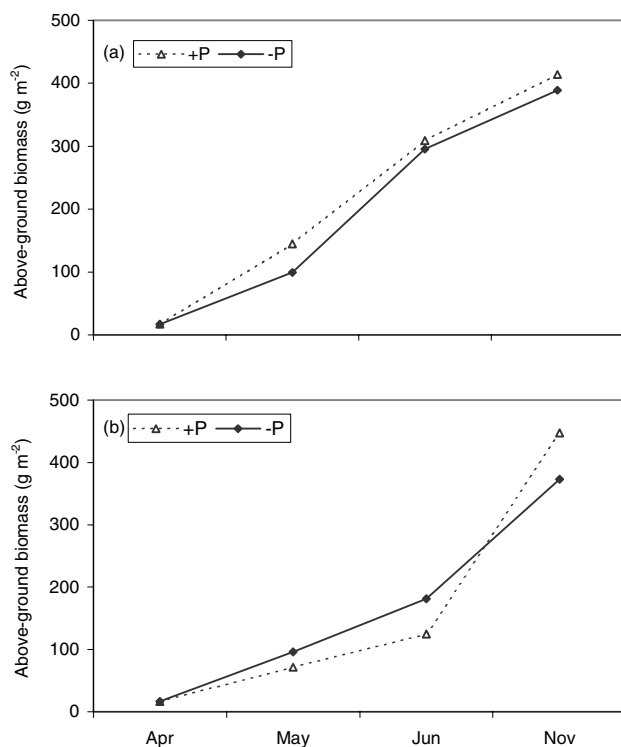 500
(a) +P -P
400
300
200
100
0
Above-ground biomass (g m⁻²)
500
(b) +P -P
400
300
200
100
0
Above-ground biomass (g m⁻²)
Apr May Jun Nov